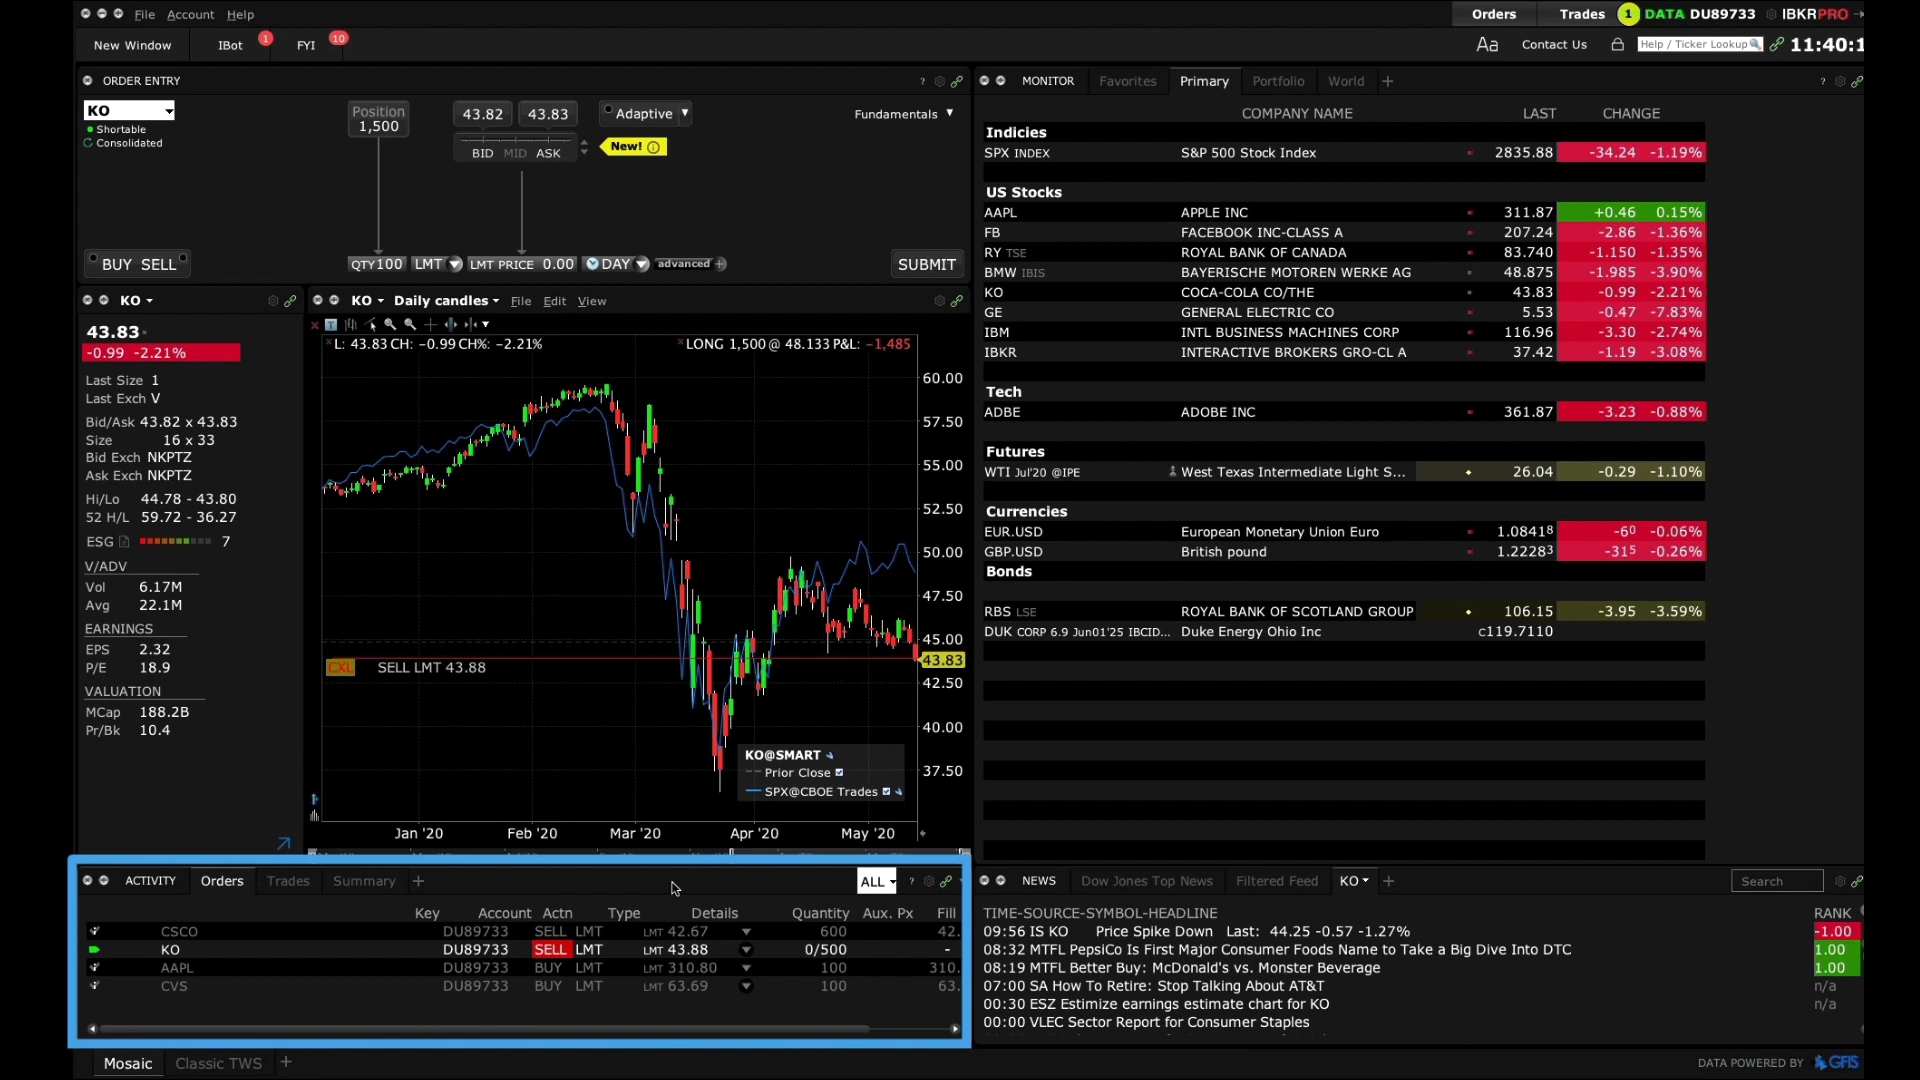 File Account Help
Orders Trades 1 DATA DU89733 IBKRPRO
New Window IBot 1 FYI 10
Aa Contact Us Help / Ticker Lookup 11:40:1
ORDER ENTRY ?
KO
Shortable
Consolidated
Position
1,500
43.82 43.83 Adaptive
BID MID ASK New!
Fundamentals
BUY SELL QTY 100 LMT LMT PRICE 0.00 DAY advanced + SUBMIT
KO
43.83
-0.99 -2.21%
Last Size 1
Last Exch V
Bid/Ask 43.82 x 43.83
Size 16 x 33
Bid Exch NKPTZ
Ask Exch NKPTZ
Hi/Lo 44.78 - 43.80
52 H/L 59.72 - 36.27
ESG 7
V/ADV
Vol 6.17M
Avg 22.1M
EARNINGS
EPS 2.32
P/E 18.9
VALUATION
MCap 188.2B
Pr/Bk 10.4
KO Daily candles File Edit View
L: 43.83 CH: -0.99 CH%: -2.21% LONG 1,500 @ 48.133 P&L: -1,485
60.00
57.50
55.00
52.50
50.00
47.50
45.00
43.83
42.50
40.00
37.50
CXL SELL LMT 43.88
KO@SMART
Prior Close
SPX@CBOE Trades
Jan '20 Feb '20 Mar '20 Apr '20 May '20
MONITOR Favorites Primary Portfolio World + ?
COMPANY NAME LAST CHANGE
Indicies
SPX INDEX S&P 500 Stock Index 2835.88 -34.24 -1.19%
US Stocks
AAPL APPLE INC 311.87 +0.46 0.15%
FB FACEBOOK INC-CLASS A 207.24 -2.86 -1.36%
RY TSE ROYAL BANK OF CANADA 83.740 -1.150 -1.35%
BMW IBIS BAYERISCHE MOTOREN WERKE AG 48.875 -1.985 -3.90%
KO COCA-COLA CO/THE 43.83 -0.99 -2.21%
GE GENERAL ELECTRIC CO 5.53 -0.47 -7.83%
IBM INTL BUSINESS MACHINES CORP 116.96 -3.30 -2.74%
IBKR INTERACTIVE BROKERS GRO-CL A 37.42 -1.19 -3.08%
Tech
ADBE ADOBE INC 361.87 -3.23 -0.88%
Futures
WTI Jul'20 @IPE West Texas Intermediate Light S... 26.04 -0.29 -1.10%
Currencies
EUR.USD European Monetary Union Euro 1.08418 -60 -0.06%
GBP.USD British pound 1.22283 -315 -0.26%
Bonds
RBS LSE ROYAL BANK OF SCOTLAND GROUP 106.15 -3.95 -3.59%
DUK CORP 6.9 Jun01'25 IBCID... Duke Energy Ohio Inc c119.7110
ACTIVITY Orders Trades Summary + ALL ?
Key Account Actn Type Details Quantity Aux. Px Fill
CSCO DU89733 SELL LMT LMT 42.67 600 42.
KO DU89733 SELL LMT LMT 43.88 0/500 -
AAPL DU89733 BUY LMT LMT 310.80 100 310.
CVS DU89733 BUY LMT LMT 63.69 100 63.
NEWS Dow Jones Top News Filtered Feed KO + Search
TIME-SOURCE-SYMBOL-HEADLINE RANK
09:56 IS KO Price Spike Down Last: 44.25 -0.57 -1.27% -1.00
08:32 MTFL PepsiCo Is First Major Consumer Foods Name to Take a Big Dive Into DTC 1.00
08:19 MTFL Better Buy: McDonald's vs. Monster Beverage 1.00
07:00 SA How To Retire: Stop Talking About AT&T n/a
00:30 ESZ Estimize earnings estimate chart for KO n/a
00:00 VLEC Sector Report for Consumer Staples
Mosaic Classic TWS + DATA POWERED BY GFIS